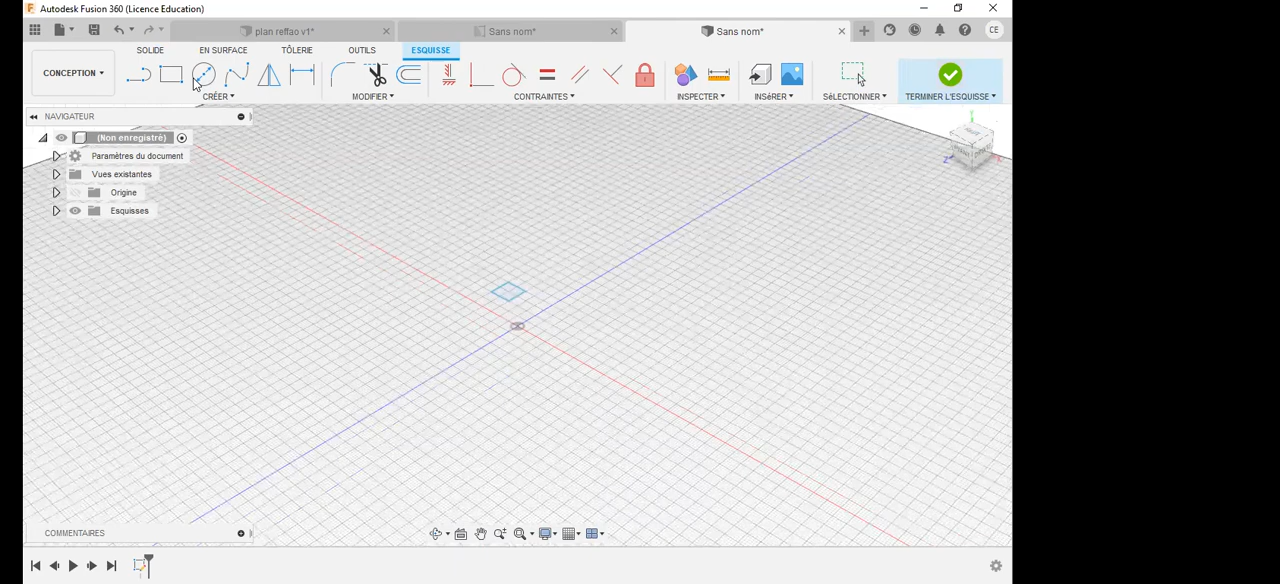 Autodesk Fusion 360 (Licence Education)
plan reffao v1*
Sans nom*
Sans nom*
CE
SOLIDE
EN SURFACE
TÔLERIE
OUTILS
ESQUISSE
CONCEPTION
CRÉER
MODIFIER
CONTRAINTES
INSPECTER
INSéRER
SéLECTIONNER
TERMINER L'ESQUISSE
NAVIGATEUR
(Non enregistré)
Paramètres du document
Vues existantes
Origine
Esquisses
Y
Z
X
COMMENTAIRES